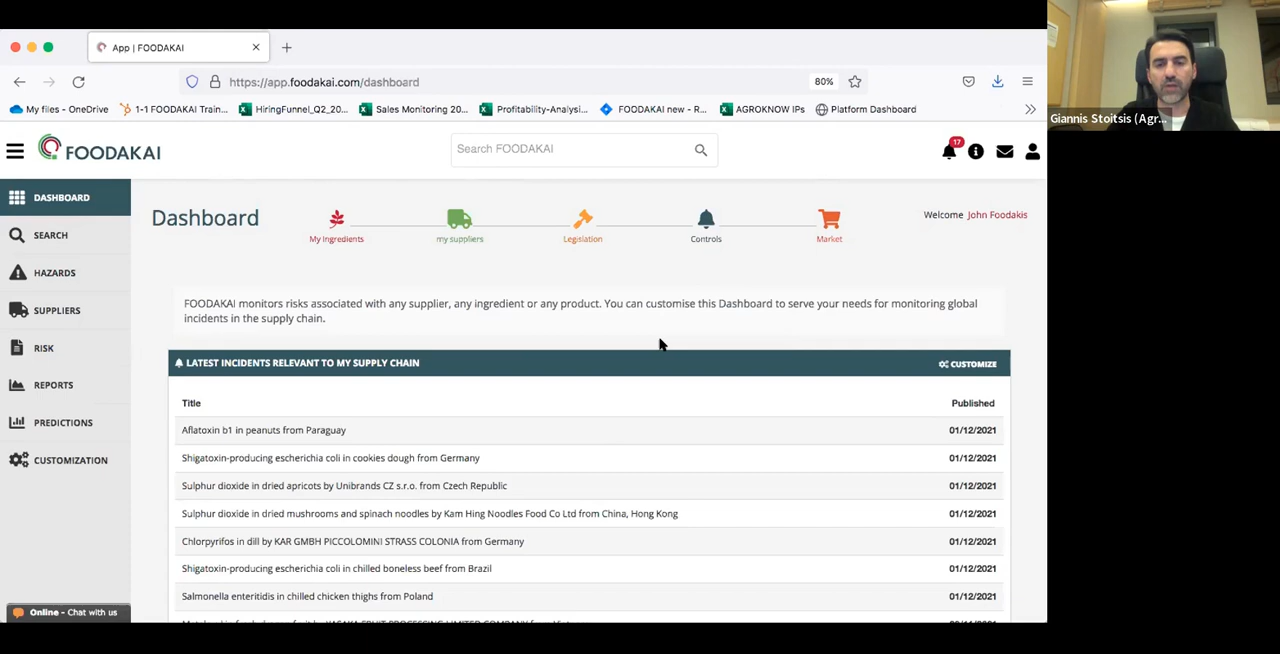 App | FOODAKAI
https://app.foodakai.com/dashboard
80%
My files - OneDrive
1-1 FOODAKAI Train...
HiringFunnel_Q2_20...
Sales Monitoring 20...
Profitability-Analysi...
FOODAKAI new - R...
AGROKNOW IPs
Platform Dashboard
Giannis Stoitsis (Agr...
FOODAKAI
Search FOODAKAI
17
DASHBOARD
SEARCH
HAZARDS
SUPPLIERS
RISK
REPORTS
PREDICTIONS
CUSTOMIZATION
Online - Chat with us
Dashboard
My Ingredients
my suppliers
Legislation
Controls
Market
Welcome John Foodakis
FOODAKAI monitors risks associated with any supplier, any ingredient or any product. You can customise this Dashboard to serve your needs for monitoring global
incidents in the supply chain.
LATEST INCIDENTS RELEVANT TO MY SUPPLY CHAIN
CUSTOMIZE
Title Published
Aflatoxin b1 in peanuts from Paraguay 01/12/2021
Shigatoxin-producing escherichia coli in cookies dough from Germany 01/12/2021
Sulphur dioxide in dried apricots by Unibrands CZ s.r.o. from Czech Republic 01/12/2021
Sulphur dioxide in dried mushrooms and spinach noodles by Kam Hing Noodles Food Co Ltd from China, Hong Kong 01/12/2021
Chlorpyrifos in dill by KAR GMBH PICCOLOMINI STRASS COLONIA from Germany 01/12/2021
Shigatoxin-producing escherichia coli in chilled boneless beef from Brazil 01/12/2021
Salmonella enteritidis in chilled chicken thighs from Poland 01/12/2021